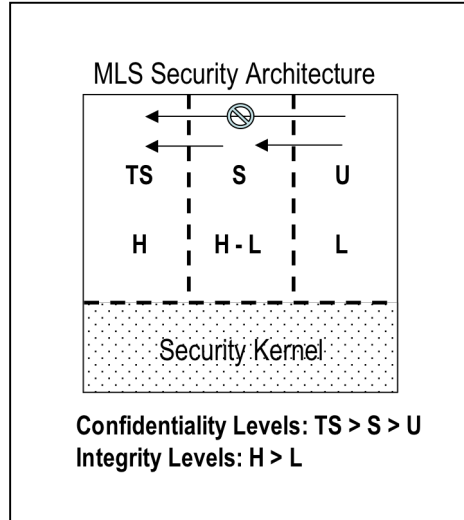 MLS Security Architecture
TS S U
H H - L L
Security Kernel
Confidentiality Levels: TS > S > U
Integrity Levels: H > L